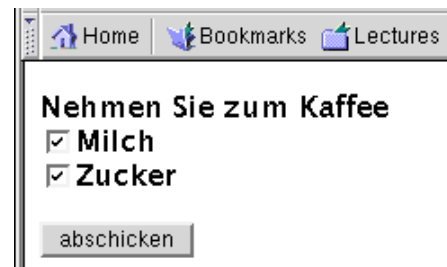 Home Bookmarks Lectures
Nehmen Sie zum Kaffee
Milch
Zucker
abschicken